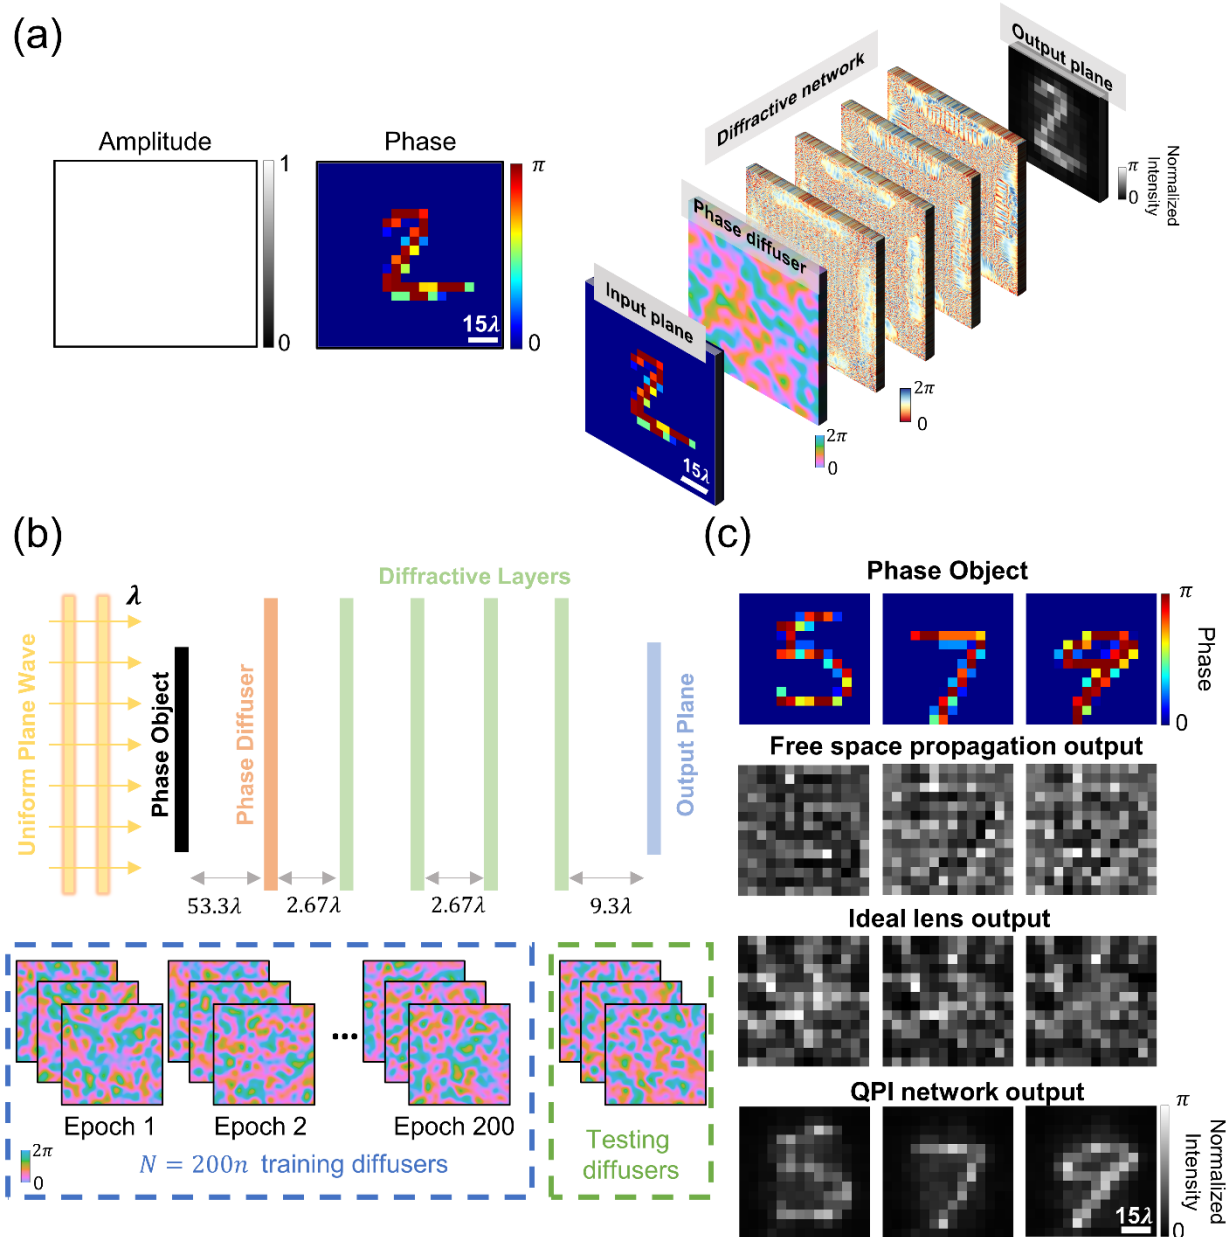 (a)
Amplitude
1
0
Phase
π
0
15λ
Input plane
15λ
Phase diffuser
2π
0
Diffractive network
2π
0
Output plane
π
0
Normalized
Intensity
(b)
Uniform Plane Wave
λ
Phase Object
Phase Diffuser
Diffractive Layers
Output Plane
53.3λ
2.67λ
2.67λ
9.3λ
Epoch 1
Epoch 2
...
Epoch 200
2π
0
N = 200n training diffusers
Testing
diffusers
(c)
Phase Object
π
0
Phase
Free space propagation output
Ideal lens output
QPI network output
15λ
π
0
Normalized
Intensity